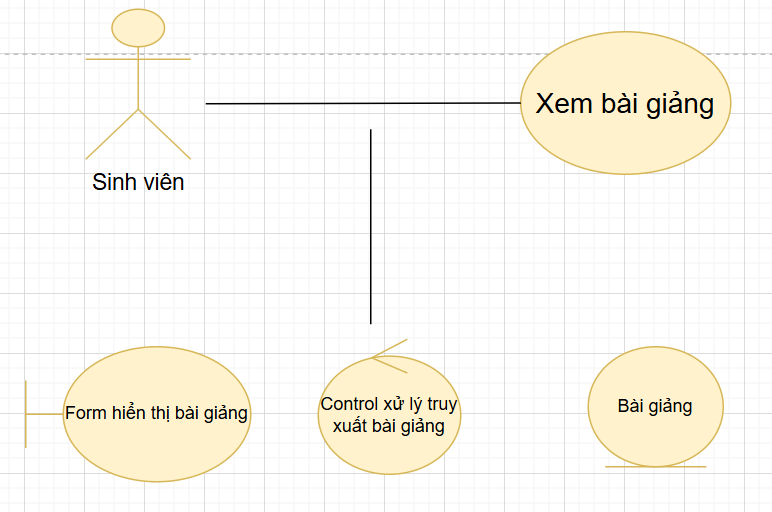 Xem bài giảng
Sinh viên
Form hiển thị bài giảng
Control xử lý truy
xuất bài giảng
Bài giảng